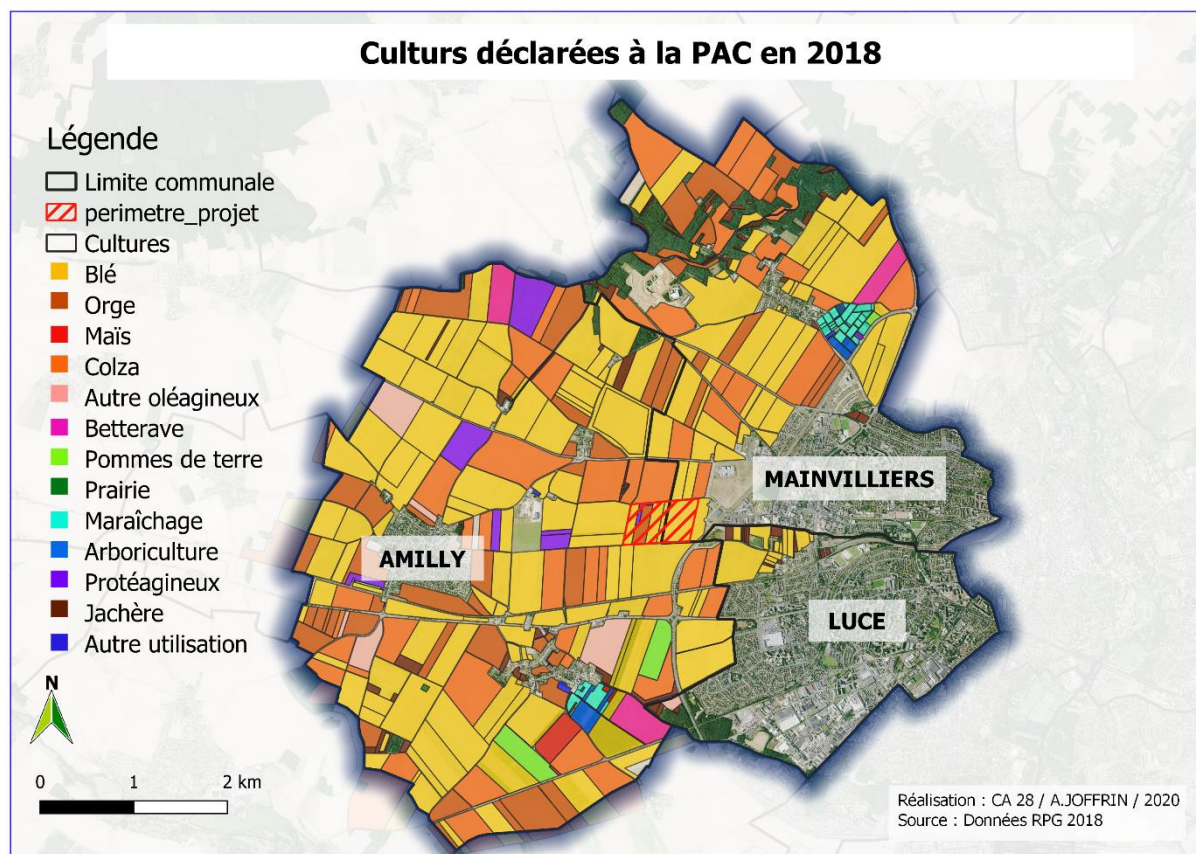 Culturs déclarées à la PAC en 2018
Légende
Limite communale
perimetre_projet
Cultures
Blé
Orge
Maïs
Colza
Autre oléagineux
Betterave
Pommes de terre
Prairie
Maraîchage
Arboriculture
Protéagineux
Jachère
Autre utilisation
N
0 1 2 km
MAINVILLIERS
AMILLY
LUCE
Réalisation : CA 28 / A.JOFFRIN / 2020
Source : Données RPG 2018